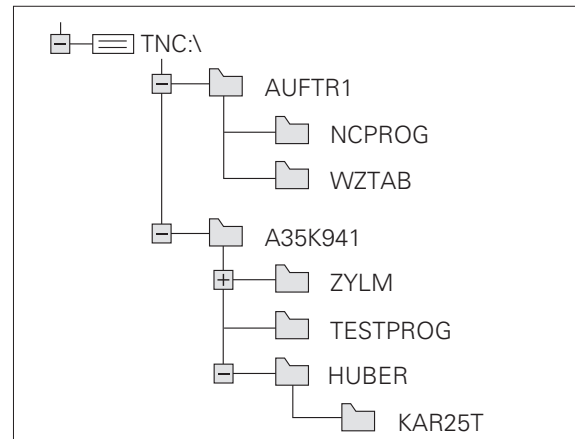 TNC:\
AUFTR1
NCPROG
WZTAB
A35K941
ZYLM
TESTPROG
HUBER
KAR25T